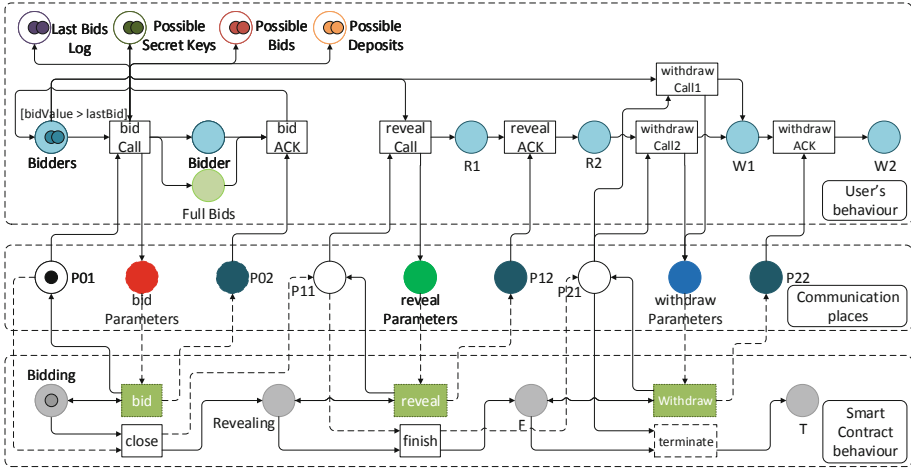 Last Bids
Log
Possible
Secret Keys
Possible
Bids
Possible
Deposits
withdraw
Call1
[bidValue > lastBid]
bid
Call
bid
ACK
reveal
Call
reveal
ACK
withdraw
Call2
withdraw
ACK
Bidders
Bidder
R1
R2
W1
W2
Full Bids
User's
behaviour
P01
bid
Parameters
P02
P11
reveal
Parameters
P12
P21
withdraw
Parameters
P22
Communication
places
Bidding
bid
reveal
Withdraw
Revealing
F
T
close
finish
terminate
Smart
Contract
behaviour